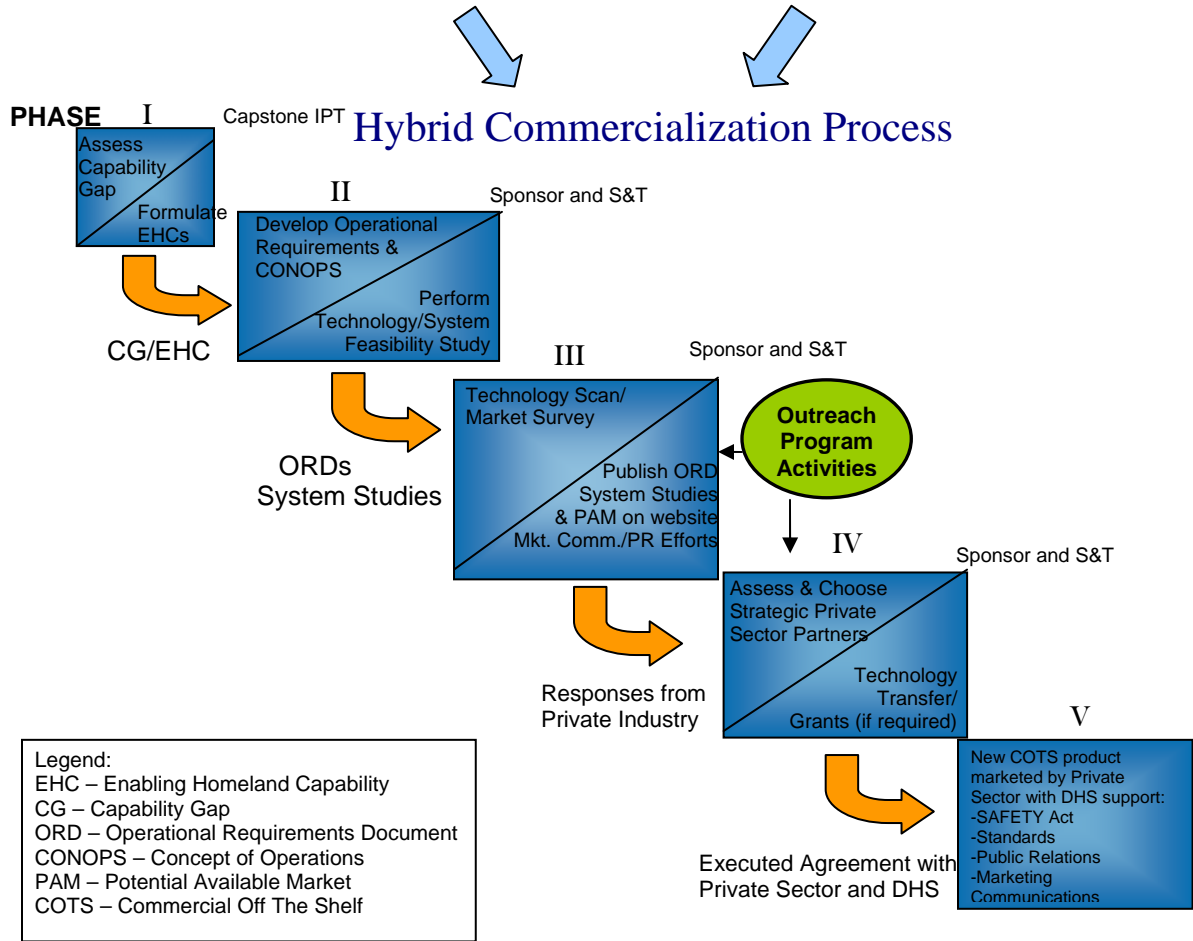 Hybrid Commercialization Process
PHASE
I
Capstone IPT
Assess
Capability
Gap
Formulate
EHCs
CG/EHC
II
Sponsor and S&T
Develop Operational
Requirements &
CONOPS
Perform
Technology/System
Feasibility Study
ORDs
System Studies
III
Sponsor and S&T
Technology Scan/
Market Survey
Publish ORD
System Studies
& PAM on website
Mkt. Comm./PR Efforts
Outreach
Program
Activities
Responses from
Private Industry
IV
Sponsor and S&T
Assess & Choose
Strategic Private
Sector Partners
Technology
Transfer/
Grants (if required)
Executed Agreement with
Private Sector and DHS
V
New COTS product
marketed by Private
Sector with DHS support:
-SAFETY Act
-Standards
-Public Relations
-Marketing
Communications
Legend:
EHC – Enabling Homeland Capability
CG – Capability Gap
ORD – Operational Requirements Document
CONOPS – Concept of Operations
PAM – Potential Available Market
COTS – Commercial Off The Shelf